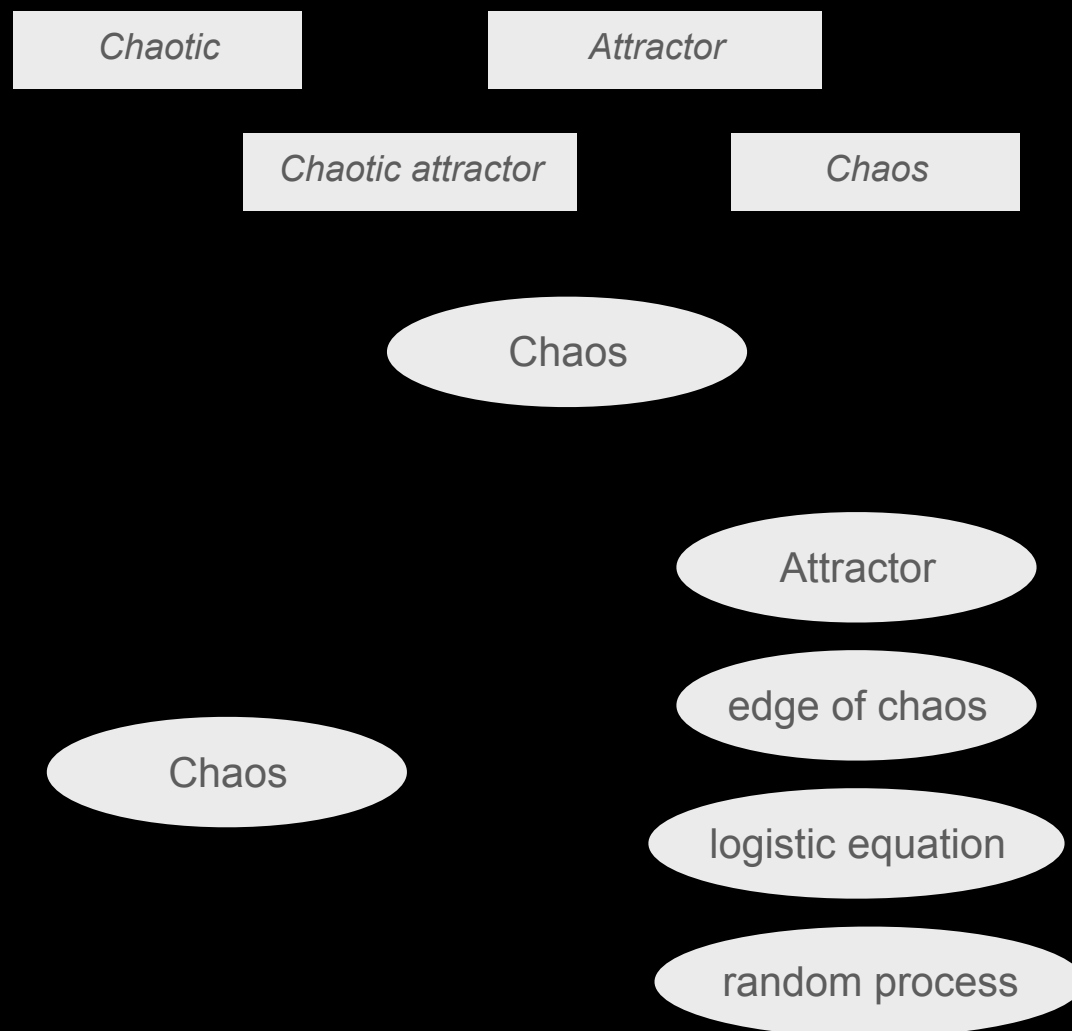 Chaotic
Attractor
Chaotic attractor
Chaos
Chaos
Attractor
edge of chaos
Chaos
logistic equation
random process